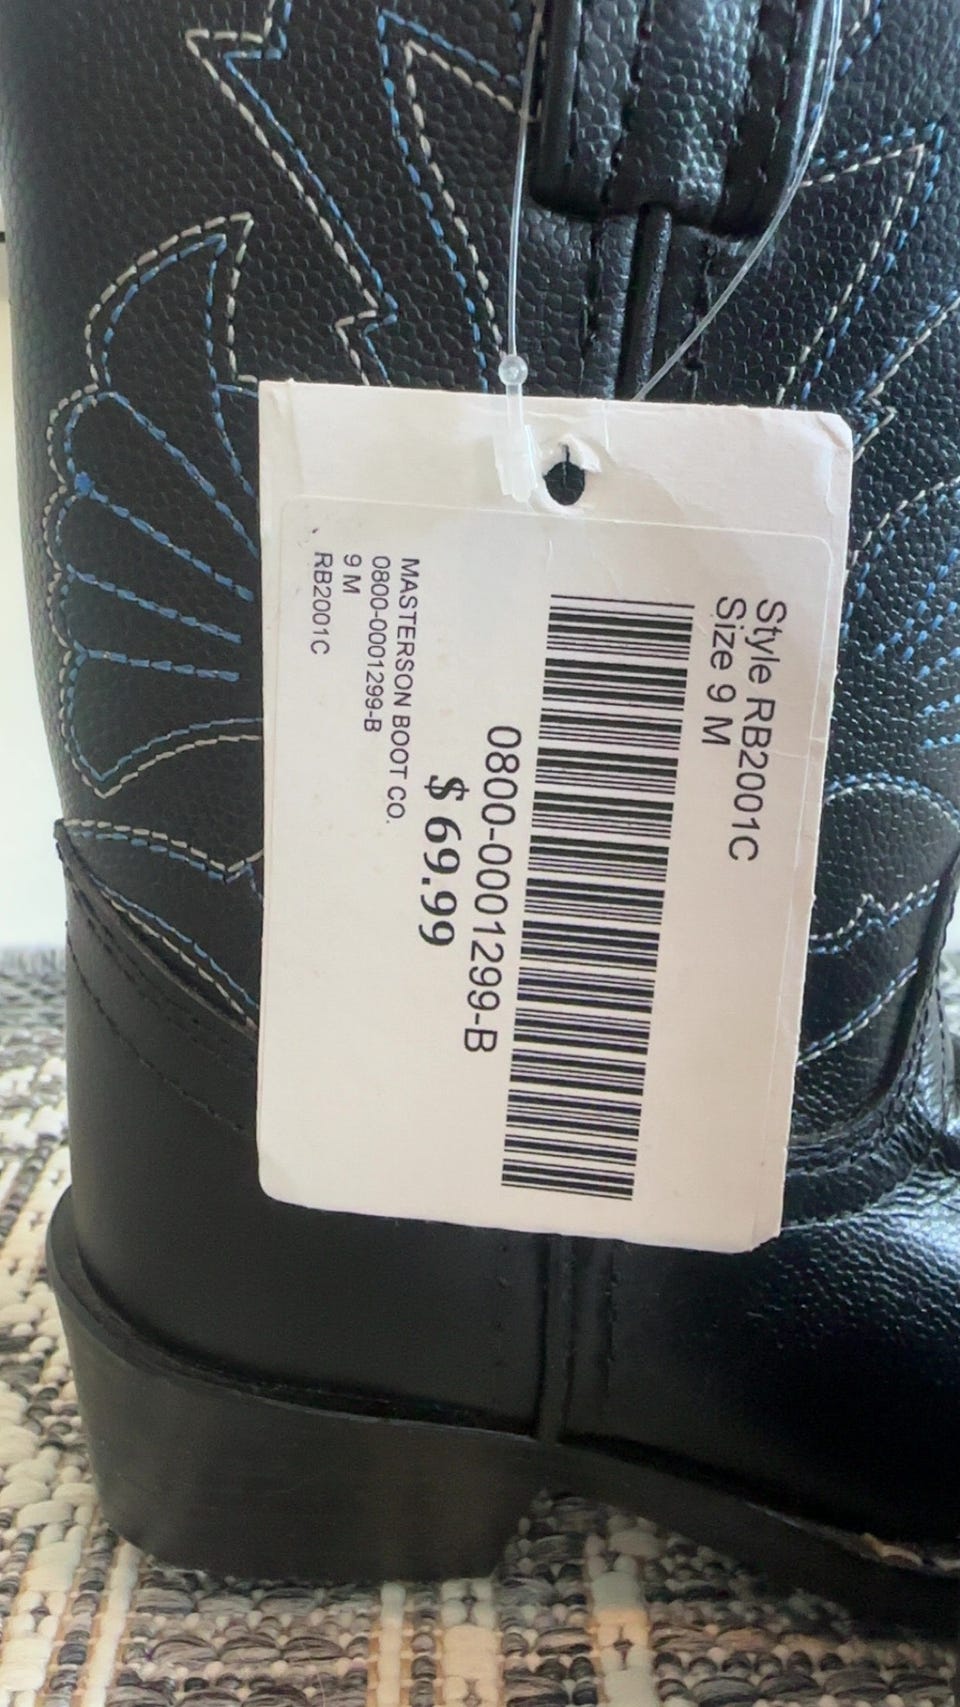 Style RB2001C
Size 9 M
0800-0001299-B
$ 69.99
MASTERSON BOOT CO.
0800-0001299-B
9 M
RB2001C